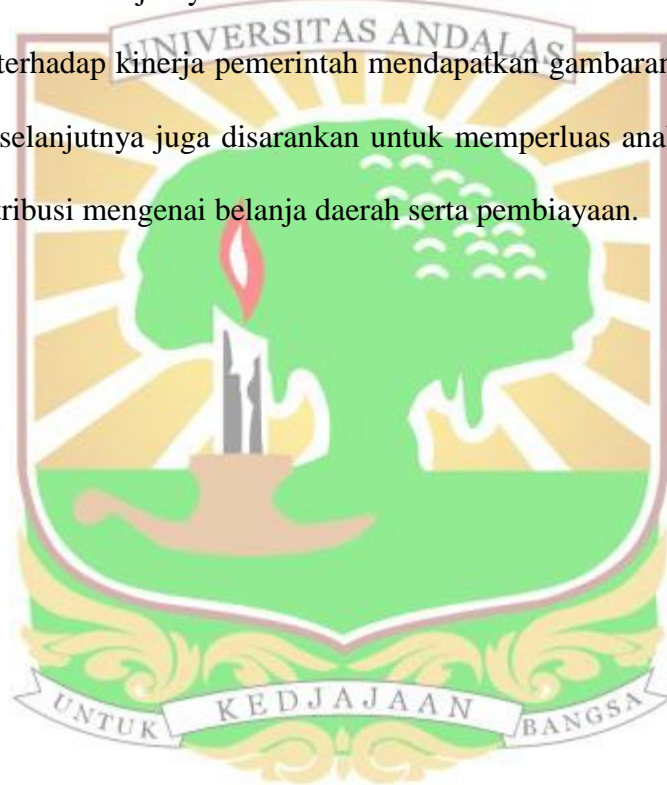 UNIVERSITAS ANDALAS
terhadap kinerja pemerintah mendapatkan gambaran
selanjutnya juga disarankan untuk memperluas anal
tribusi mengenai belanja daerah serta pembiayaan.
UNTUK KEDJAJAAN BANGSA